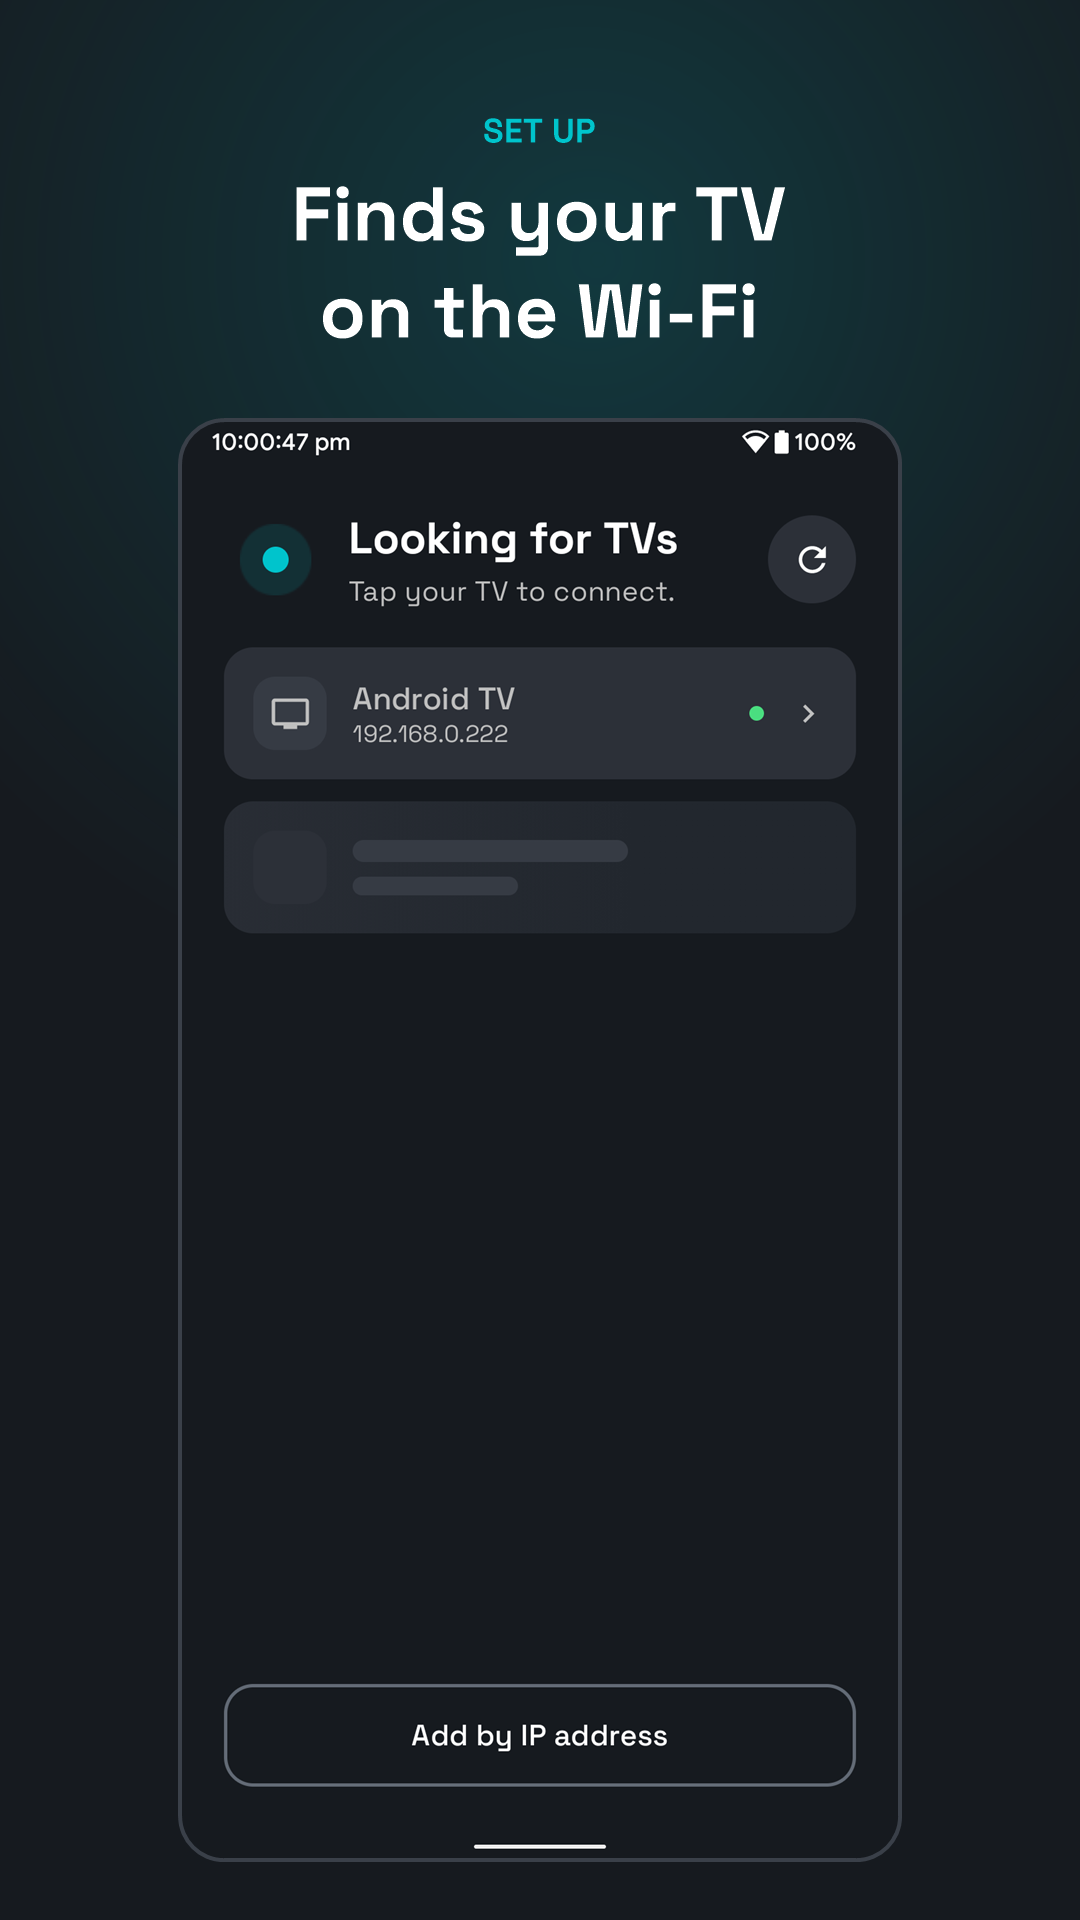 SET UP
Finds your TV
on the Wi-Fi
10:00:47 pm
100%
Looking for TVs
Tap your TV to connect.
Android TV
192.168.0.222
Add by IP address